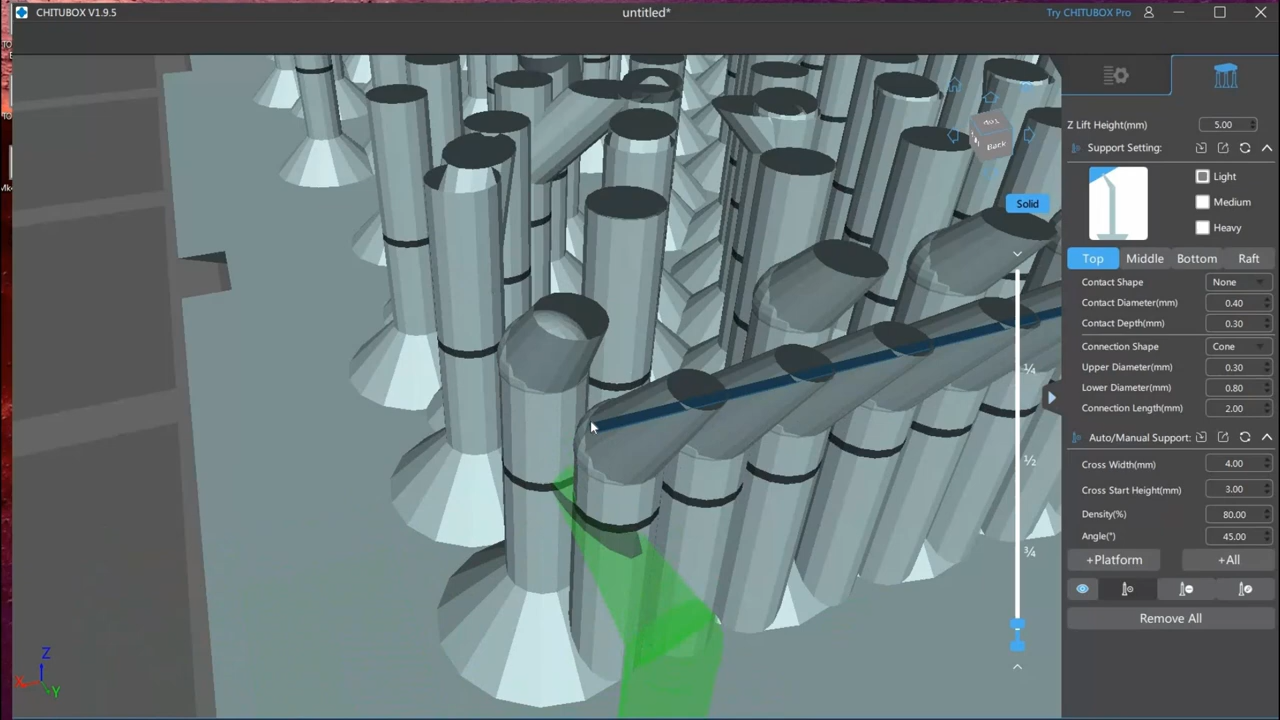 CHITUBOX V1.9.5
untitled*
Try CHITUBOX Pro
Z Lift Height(mm)
5.00
Support Setting:
Light
Medium
Heavy
Solid
Top
Middle
Bottom
Raft
Contact Shape
None
Contact Diameter(mm)
0.40
Contact Depth(mm)
0.30
Connection Shape
Cone
Upper Diameter(mm)
0.30
Lower Diameter(mm)
0.80
Connection Length(mm)
2.00
Auto/Manual Support:
Cross Width(mm)
4.00
Cross Start Height(mm)
3.00
Density(%)
80.00
Angle(°)
45.00
+Platform
+All
Remove All
¼
½
¾
Top
Back
Z
X
Y